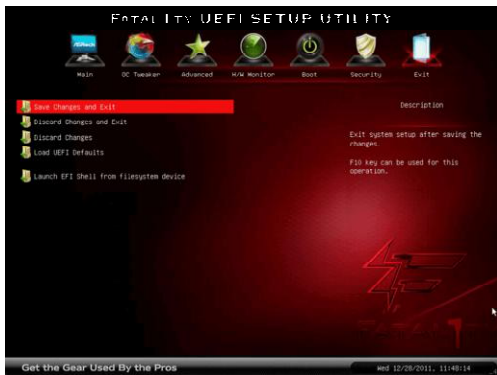 Fatal1ty UEFI SETUP UTILITY
ASRock
Main OC Tweaker Advanced H/W Monitor Boot Security Exit
Save Changes and Exit
Discard Changes and Exit
Discard Changes
Load UEFI Defaults
Launch EFI Shell from filesystem device
Description
Exit system setup after saving the
changes.
F10 key can be used for this
operation.
Get the Gear Used By the Pros
Wed 12/28/2011, 11:48:14